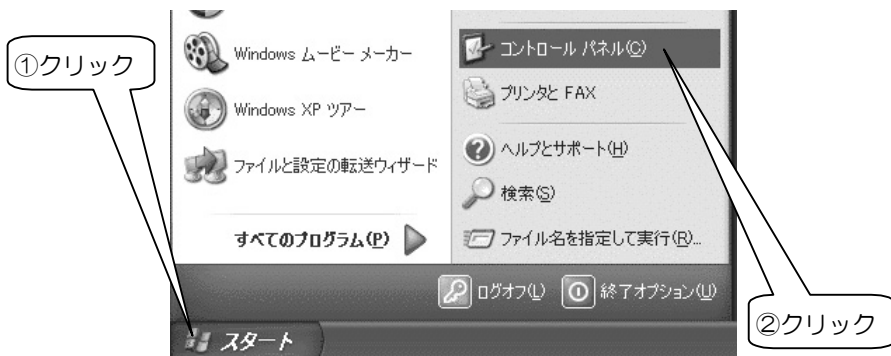 ①クリック
Windows ムービー メーカー
Windows XP ツアー
ファイルと設定の転送ウィザード
すべてのプログラム(P)
コントロール パネル(C)
プリンタと FAX
ヘルプとサポート(H)
検索(S)
ファイル名を指定して実行(R)...
ログオフ(L)
終了オプション(U)
スタート
②クリック